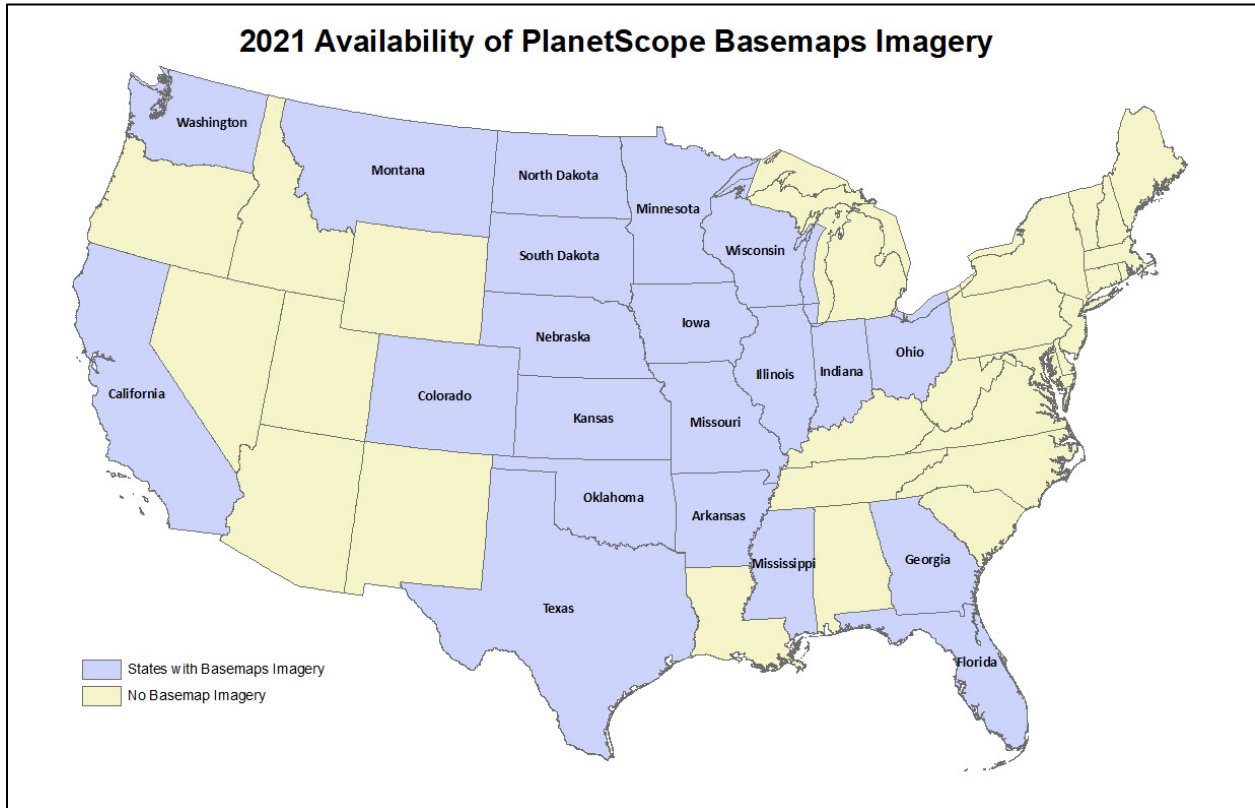 2021 Availability of PlanetScope Basemaps Imagery
Washington
Montana
North Dakota
Minnesota
South Dakota
Wisconsin
Nebraska
Iowa
California
Colorado
Kansas
Missouri
Illinois
Indiana
Ohio
Oklahoma
Arkansas
Mississippi
Georgia
Texas
Florida
States with Basemaps Imagery
No Basemap Imagery